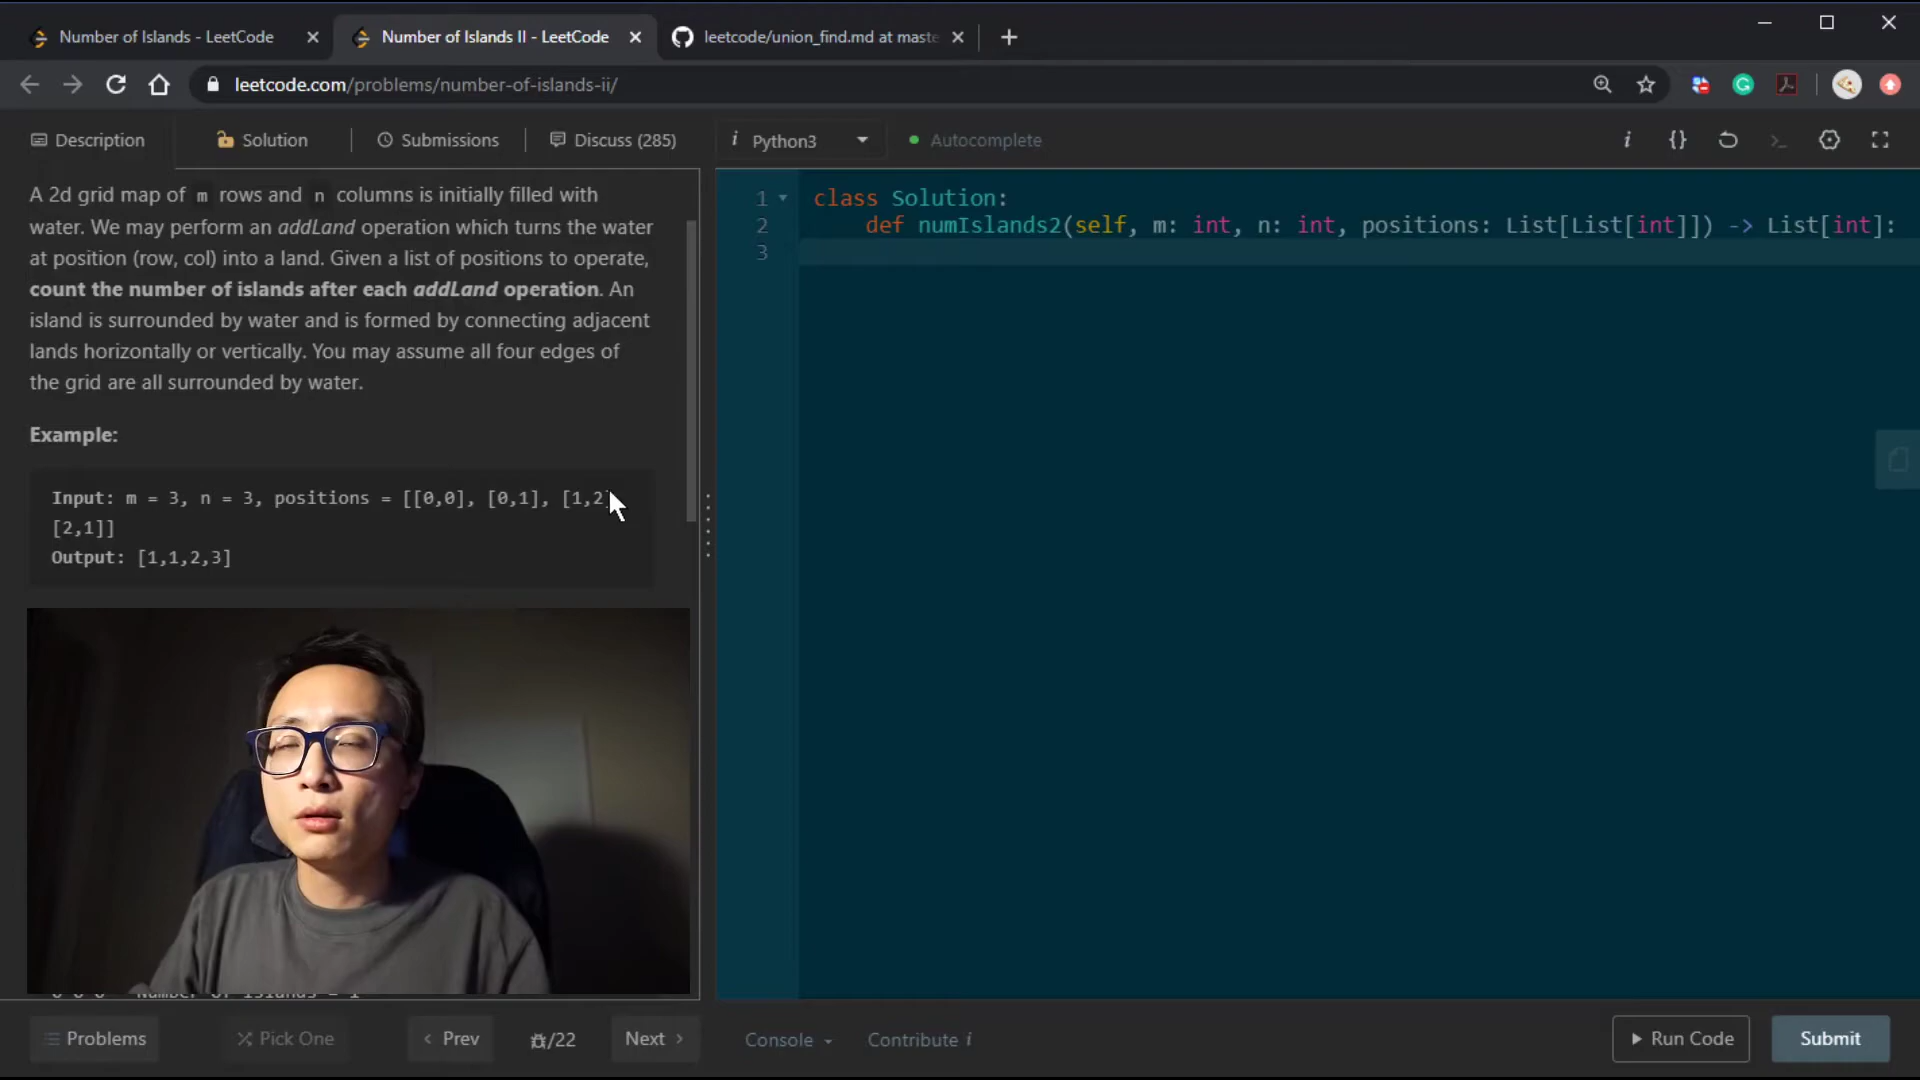 Number of Islands - LeetCode
Number of Islands II - LeetCode
leetcode/union_find.md at maste
leetcode.com/problems/number-of-islands-ii/
Description
Solution
Submissions
Discuss (285)
i Python3
Autocomplete
i {}
A 2d grid map of m rows and n columns is initially filled with
water. We may perform an addLand operation which turns the water
at position (row, col) into a land. Given a list of positions to operate,
count the number of islands after each addLand operation. An
island is surrounded by water and is formed by connecting adjacent
lands horizontally or vertically. You may assume all four edges of
the grid are all surrounded by water.
Example:
Input: m = 3, n = 3, positions = [[0,0], [0,1], [1,2
[2,1]]
Output: [1,1,2,3]
1 class Solution:
2 def numIslands2(self, m: int, n: int, positions: List[List[int]]) -> List[int]:
3
0 0 0 Number of islands = 1
Problems
Pick One
Prev
/22
Next
Console
Contribute i
Run Code
Submit